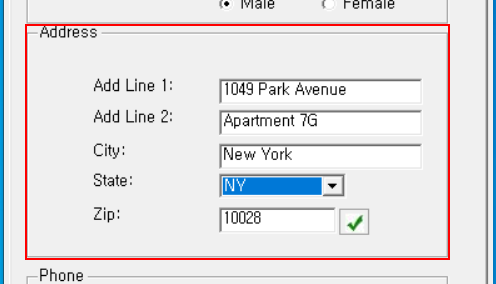 Male Female
Address
Add Line 1: 1049 Park Avenue
Add Line 2: Apartment 7G
City: New York
State: NY
Zip: 10028
Phone